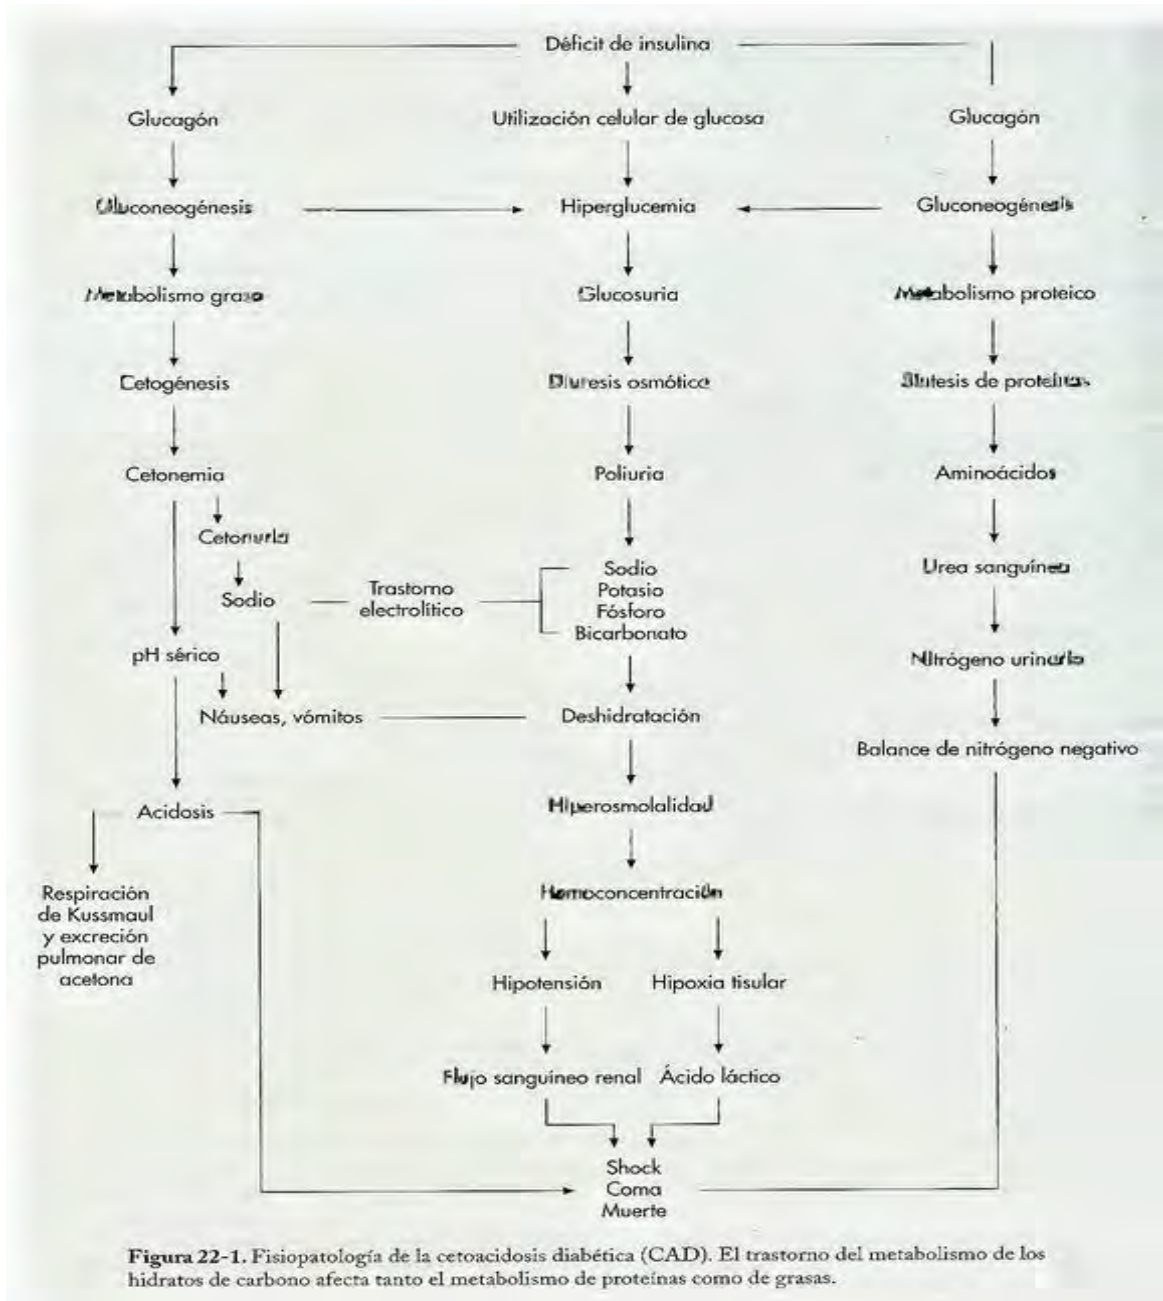 Déficit de insulina
Glucagón
Utilización celular de glucosa
Glucagón
Gluconeogénesis
Hiperglucemia
Gluconeogénesis
Metabolismo graso
Glucosuria
Metabolismo proteico
Cetogénesis
Diuresis osmótica
Síntesis de proteínas
Cetonemia
Poliuria
Aminoácidos
Cetonuria
Sodio
Trastorno
electrolítico
Sodio
Potasio
Fósforo
Bicarbonato
Urea sanguínea
pH sérico
Nitrógeno urinario
Náuseas, vómitos
Deshidratación
Balance de nitrógeno negativo
Acidosis
Hiperosmolalidad
Respiración
de Kussmaul
y excreción
pulmonar de
acetona
Hemoconcentración
Hipotensión
Hipoxia tisular
Flujo sanguíneo renal
Ácido láctico
Shock
Coma
Muerte
Figura 22-1. Fisiopatología de la cetoacidosis diabética (CAD). El trastorno del metabolismo de los
hidratos de carbono afecta tanto el metabolismo de proteínas como de grasas.